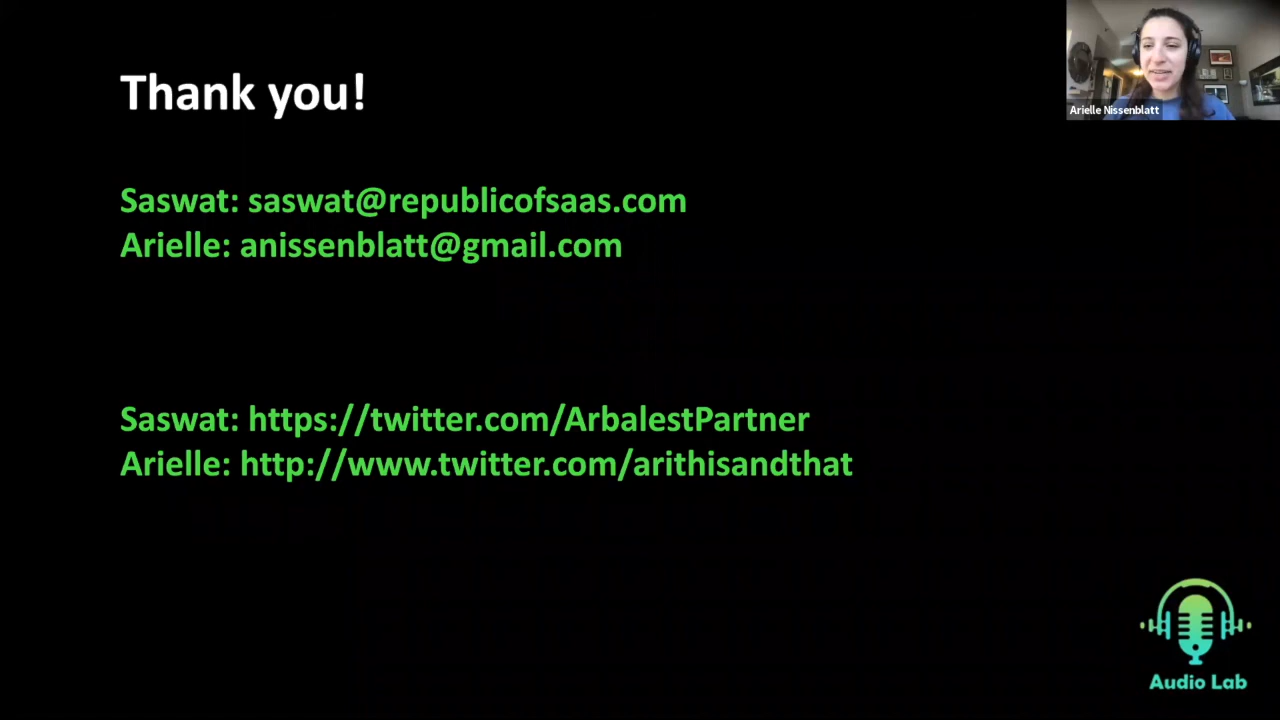 Thank you!
Arielle Nissenblatt
Saswat: saswat@republicofsaas.com
Arielle: anissenblatt@gmail.com
Saswat: https://twitter.com/ArbalestPartner
Arielle: http://www.twitter.com/arithisandthat
Audio Lab